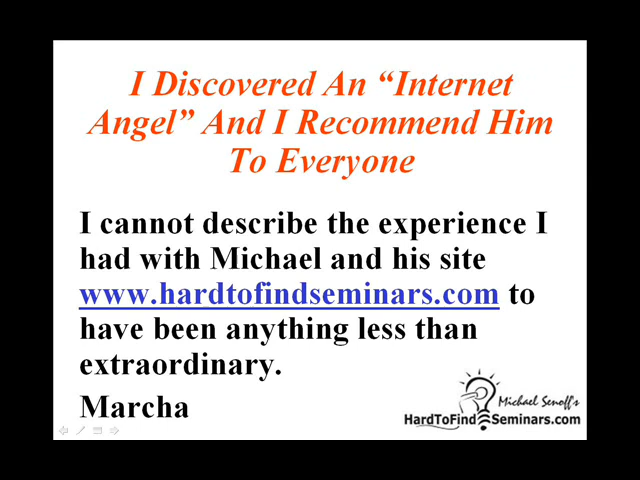 I Discovered An “Internet
Angel” And I Recommend Him
To Everyone
I cannot describe the experience I
had with Michael and his site
www.hardtofindseminars.com to
have been anything less than
extraordinary.
Marcha
Michael Senoff's
HardToFindSeminars.com